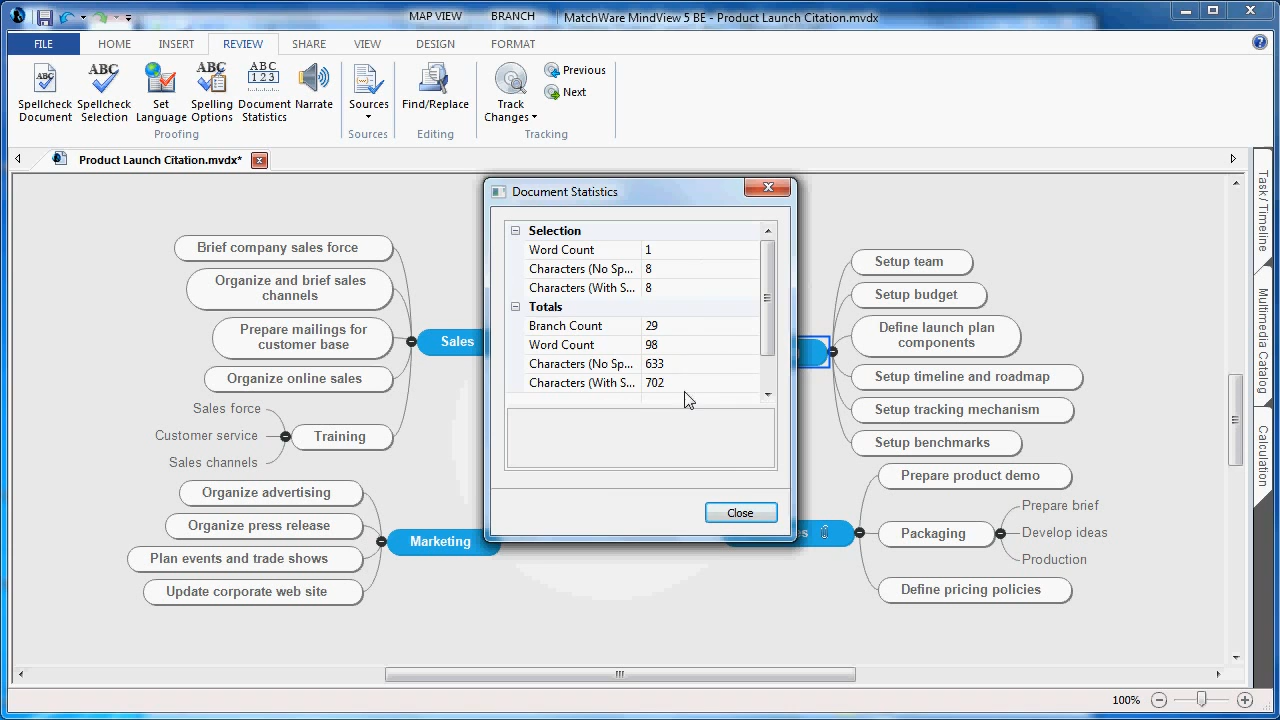 MAP VIEW BRANCH MatchWare MindView 5 BE - Product Launch Citation.mvdx
FILE HOME INSERT REVIEW SHARE VIEW DESIGN FORMAT
Spellcheck Document
Spellcheck Selection
Set Language
Spelling Options
ABC 123
Document Statistics
Narrate
Proofing
Sources
Sources
Find/Replace
Editing
Track Changes
Previous
Next
Tracking
Product Launch Citation.mvdx*
Document Statistics
Selection
Word Count 1
Characters (No Sp... 8
Characters (With S... 8
Totals
Branch Count 29
Word Count 98
Characters (No Sp... 633
Characters (With S... 702
Close
Brief company sales force
Organize and brief sales
channels
Prepare mailings for
customer base
Organize online sales
Sales
Sales force
Customer service
Sales channels
Training
Organize advertising
Organize press release
Plan events and trade shows
Update corporate web site
Marketing
Setup team
Setup budget
Define launch plan
components
Setup timeline and roadmap
Setup tracking mechanism
Setup benchmarks
Prepare product demo
Packaging
Prepare brief
Develop ideas
Production
Define pricing policies
Task/Timeline
Multimedia Catalog
Calculation
100%